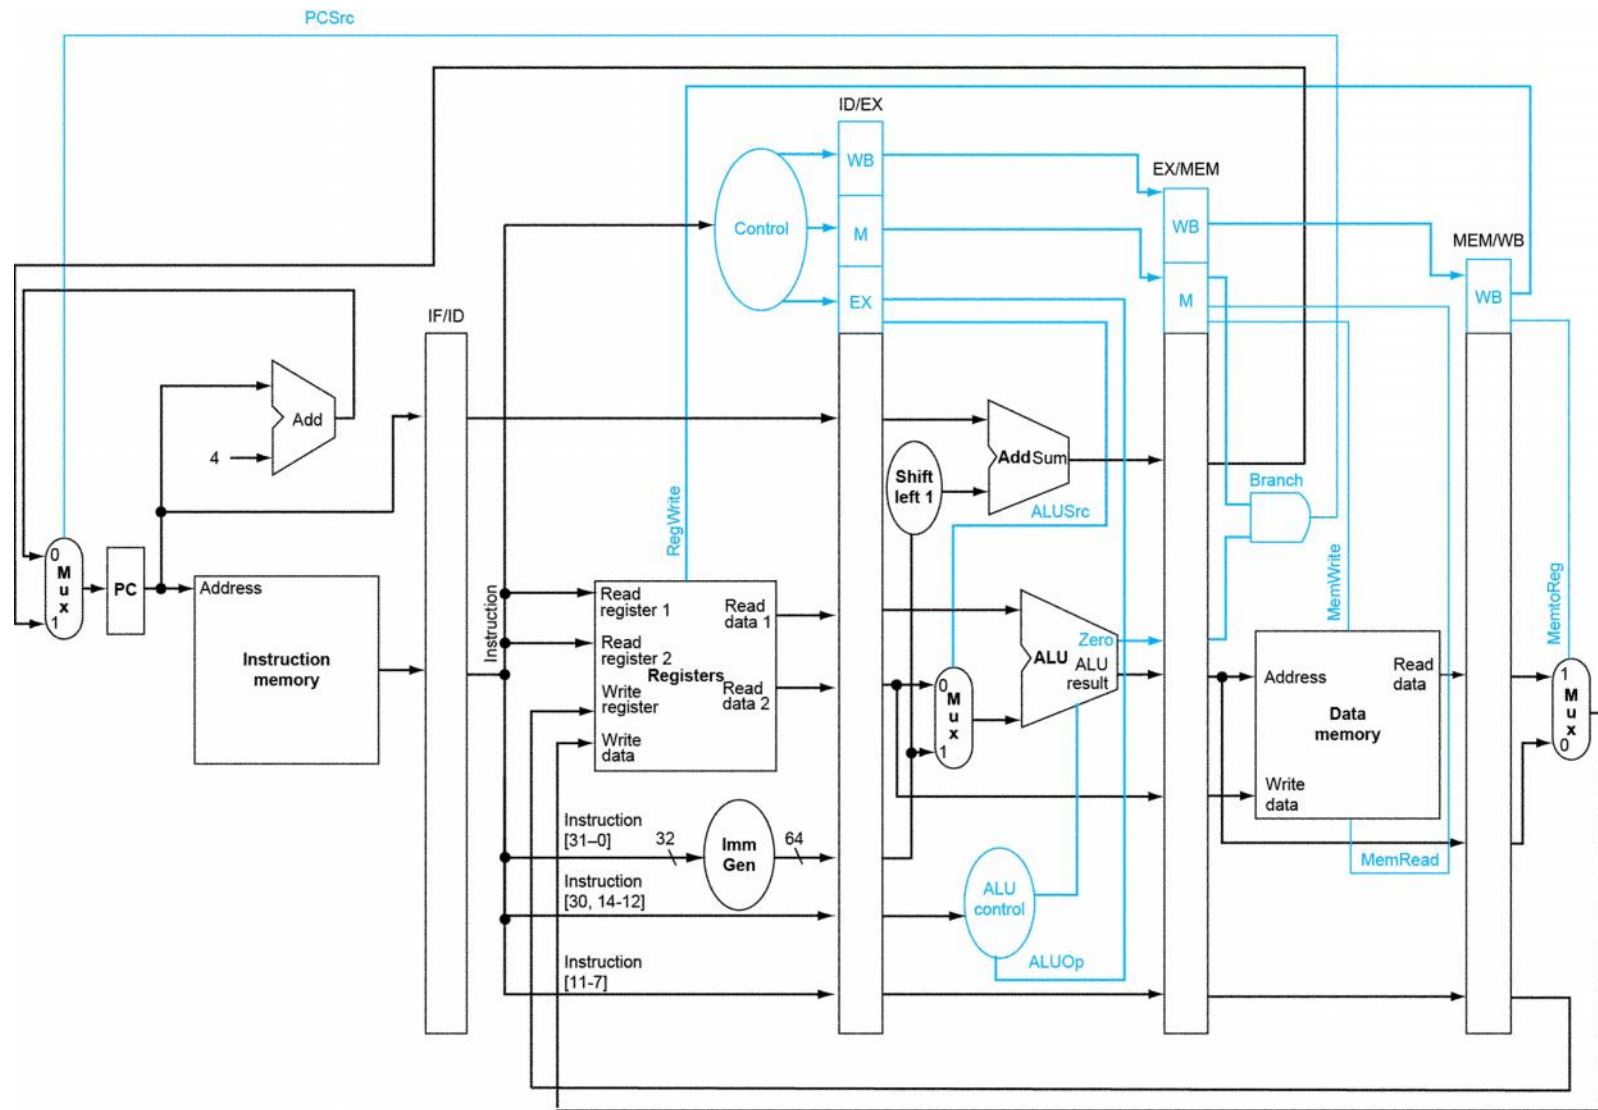 PCSrc
ID/EX
WB
EX/MEM
Control
M
WB
MEM/WB
EX
M
WB
IF/ID
Add
4
Shift
left 1
Add Sum
Branch
ALUSrc
RegWrite
MemWrite
MemtoReg
0
M
u
x
1
PC
Address
Instruction
memory
Instruction
Read
register 1
Read
register 2
Registers
Write
register
Write
data
Read
data 1
Read
data 2
0
M
u
x
1
Zero
ALU
ALU
result
Address
Read
data
Data
memory
Write
data
1
M
u
x
0
Instruction
[31–0]
32
Imm
Gen
64
MemRead
Instruction
[30, 14-12]
ALU
control
ALUOp
Instruction
[11-7]